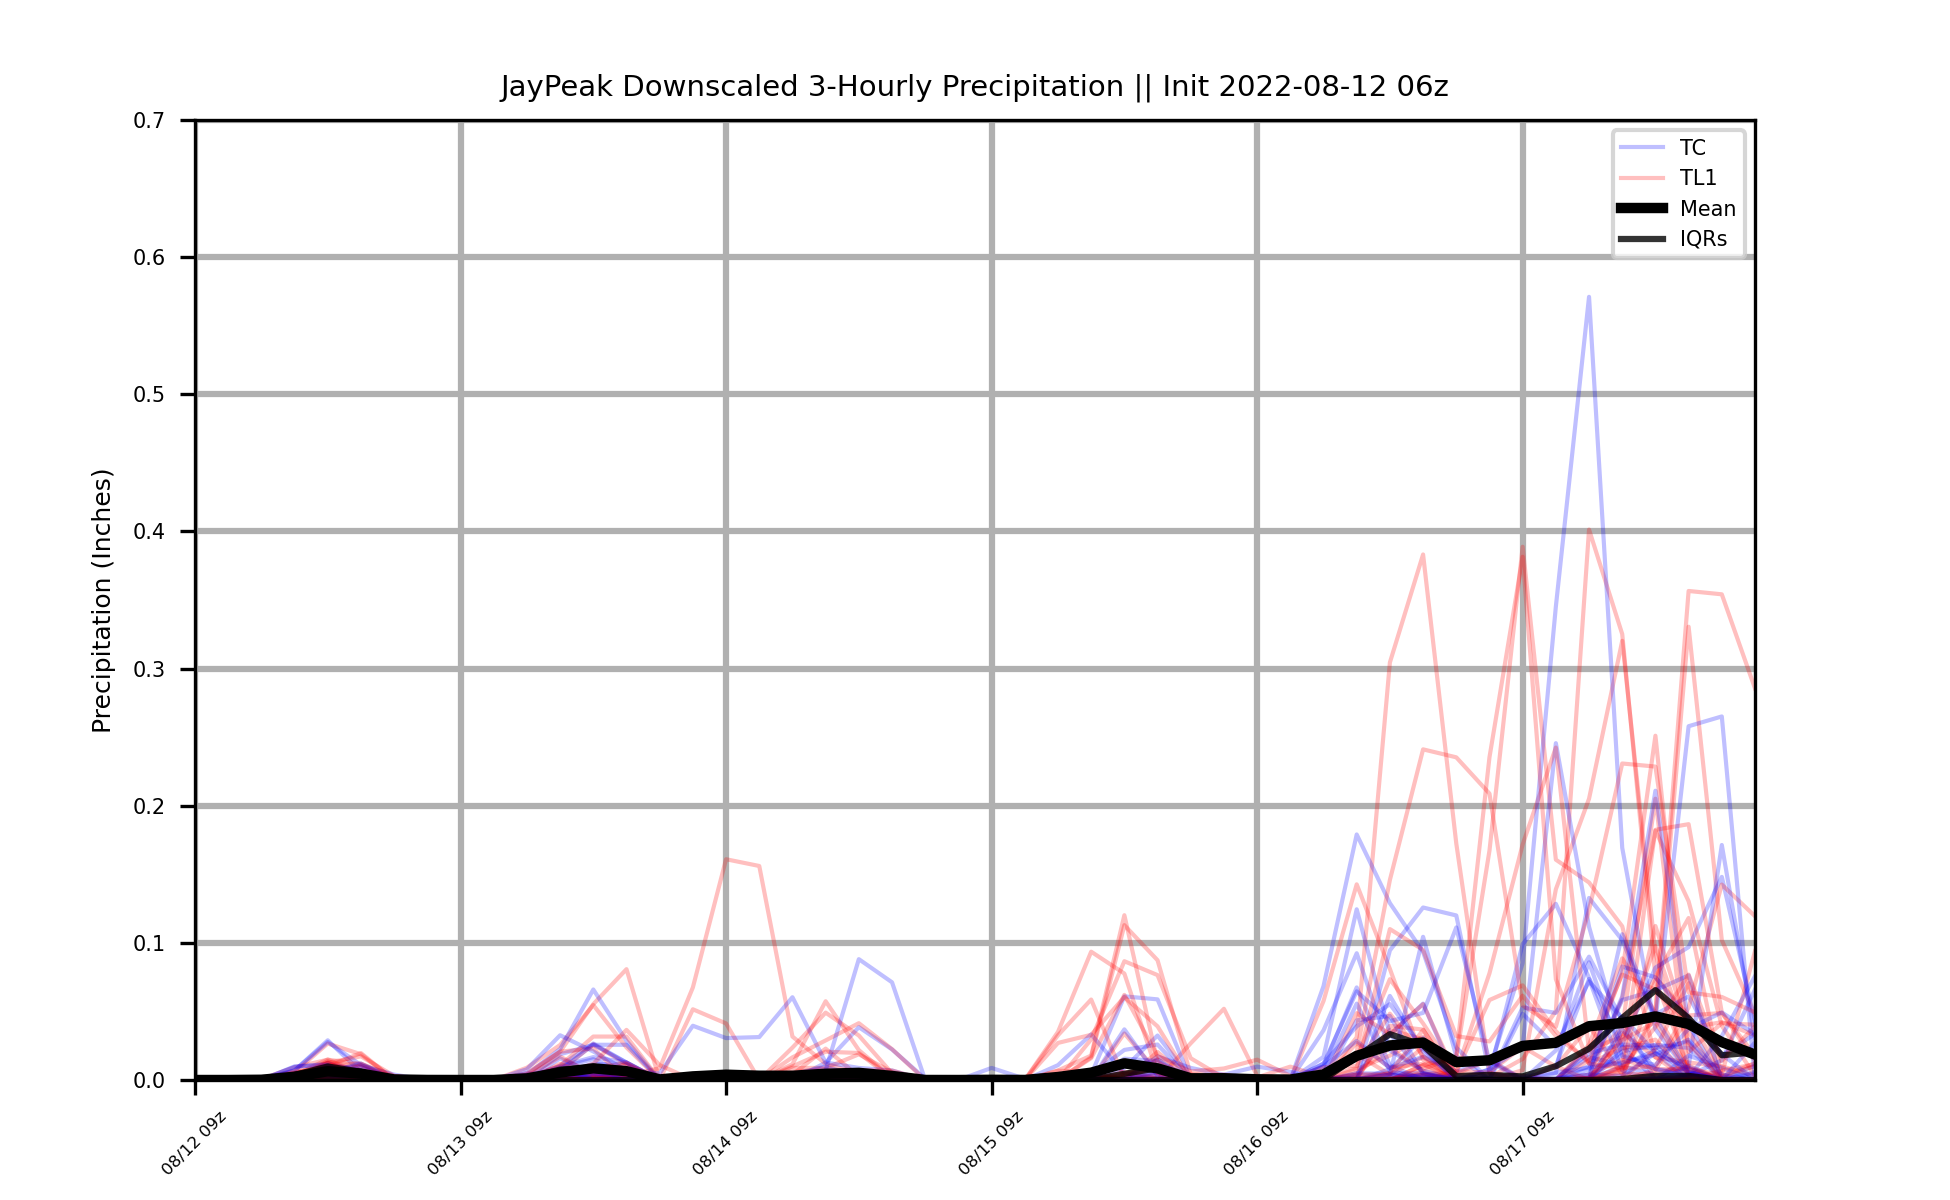 JayPeak Downscaled 3-Hourly Precipitation || Init 2022-08-12 06z
TC
TL1
Mean
IQRs
Precipitation (Inches)
0.7
0.6
0.5
0.4
0.3
0.2
0.1
0.0
08/12 09z
08/13 09z
08/14 09z
08/15 09z
08/16 09z
08/17 09z